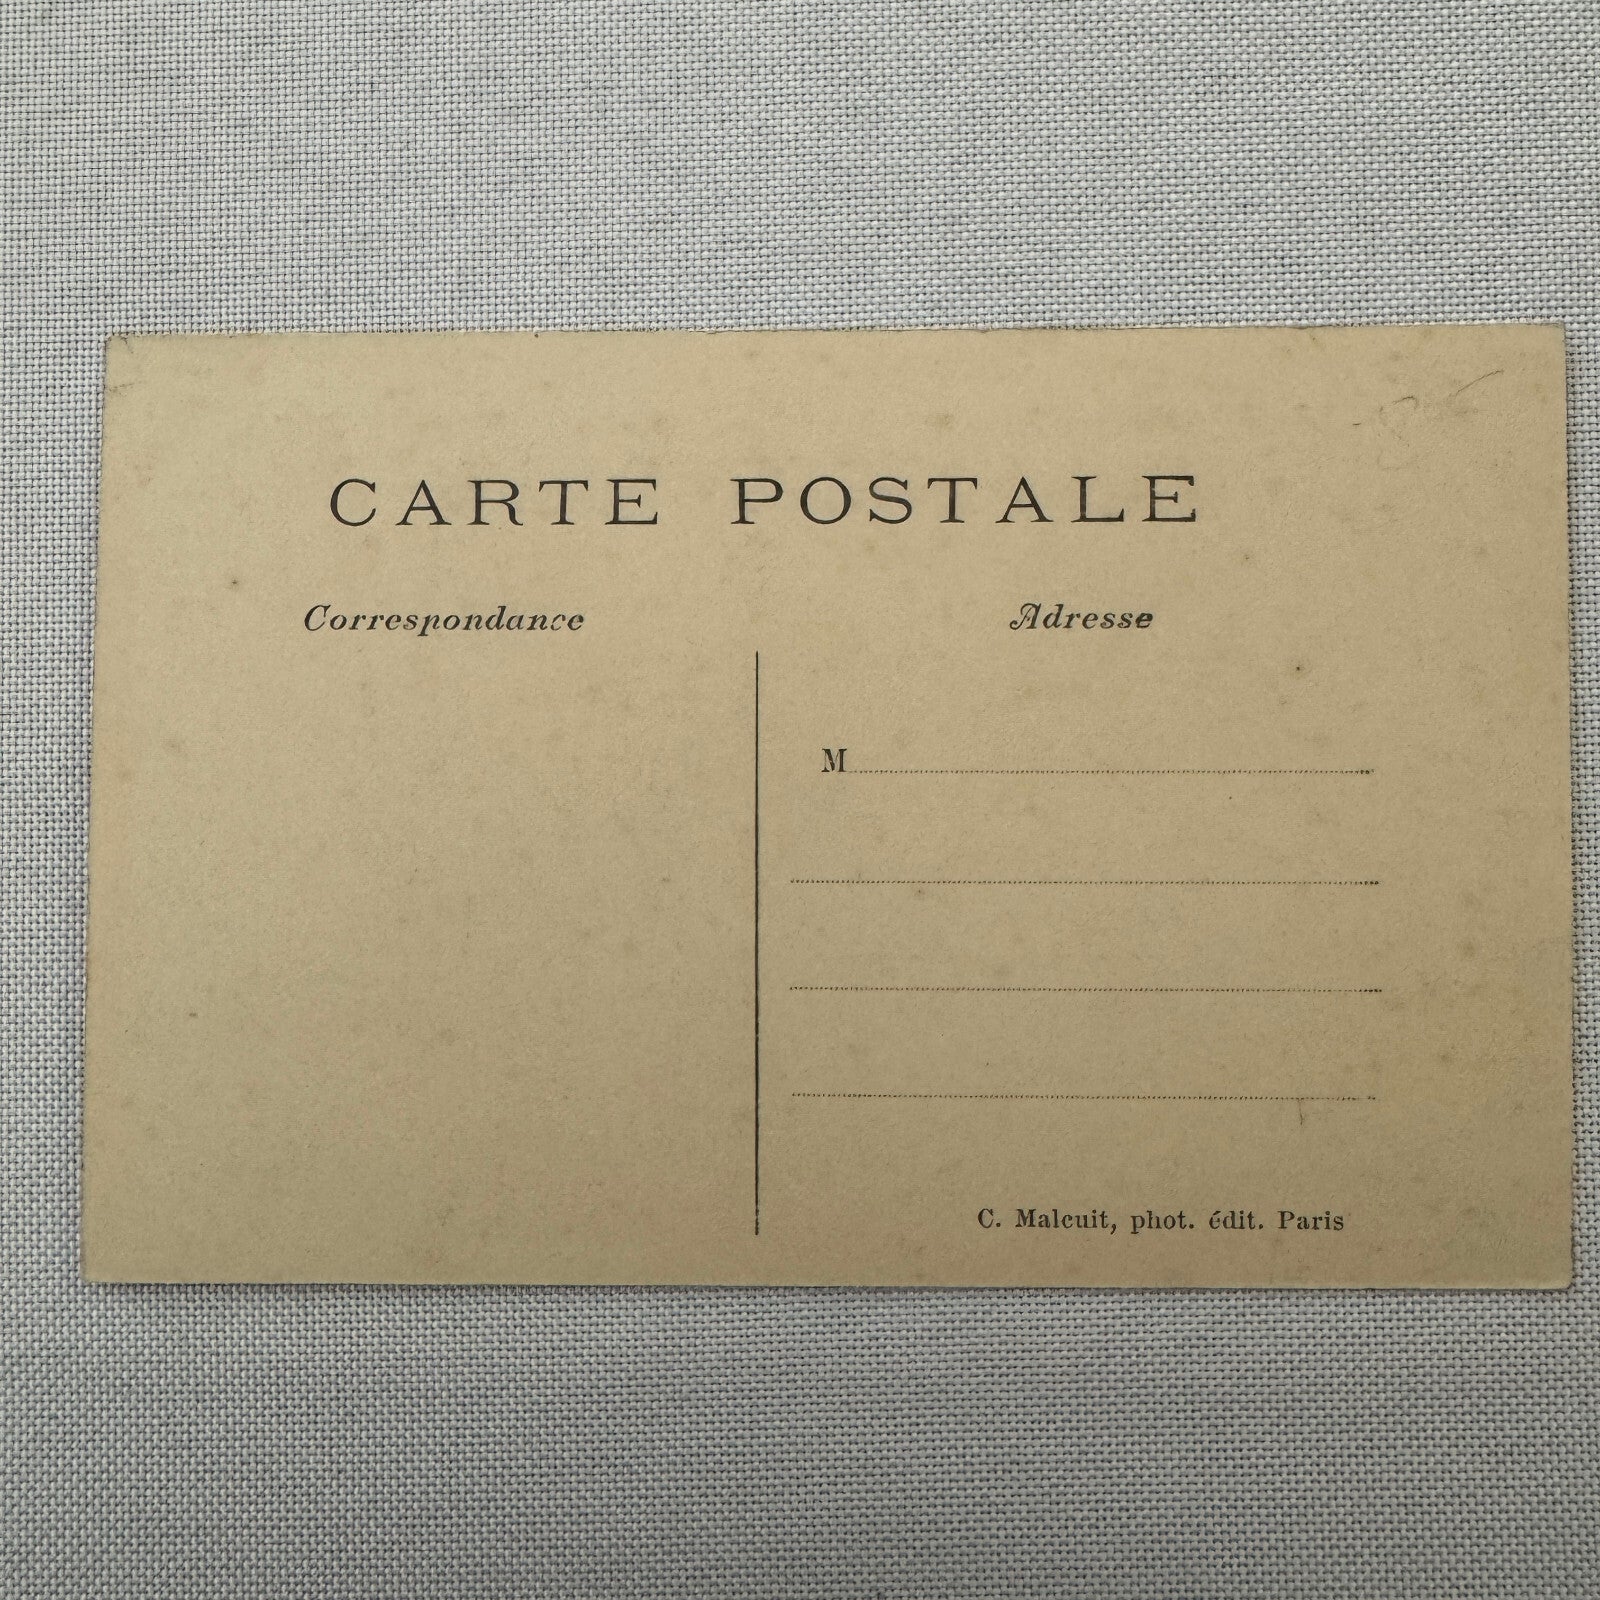 CARTE POSTALE
Correspondance
Adresse
M
C. Malcuit, phot. édit. Paris